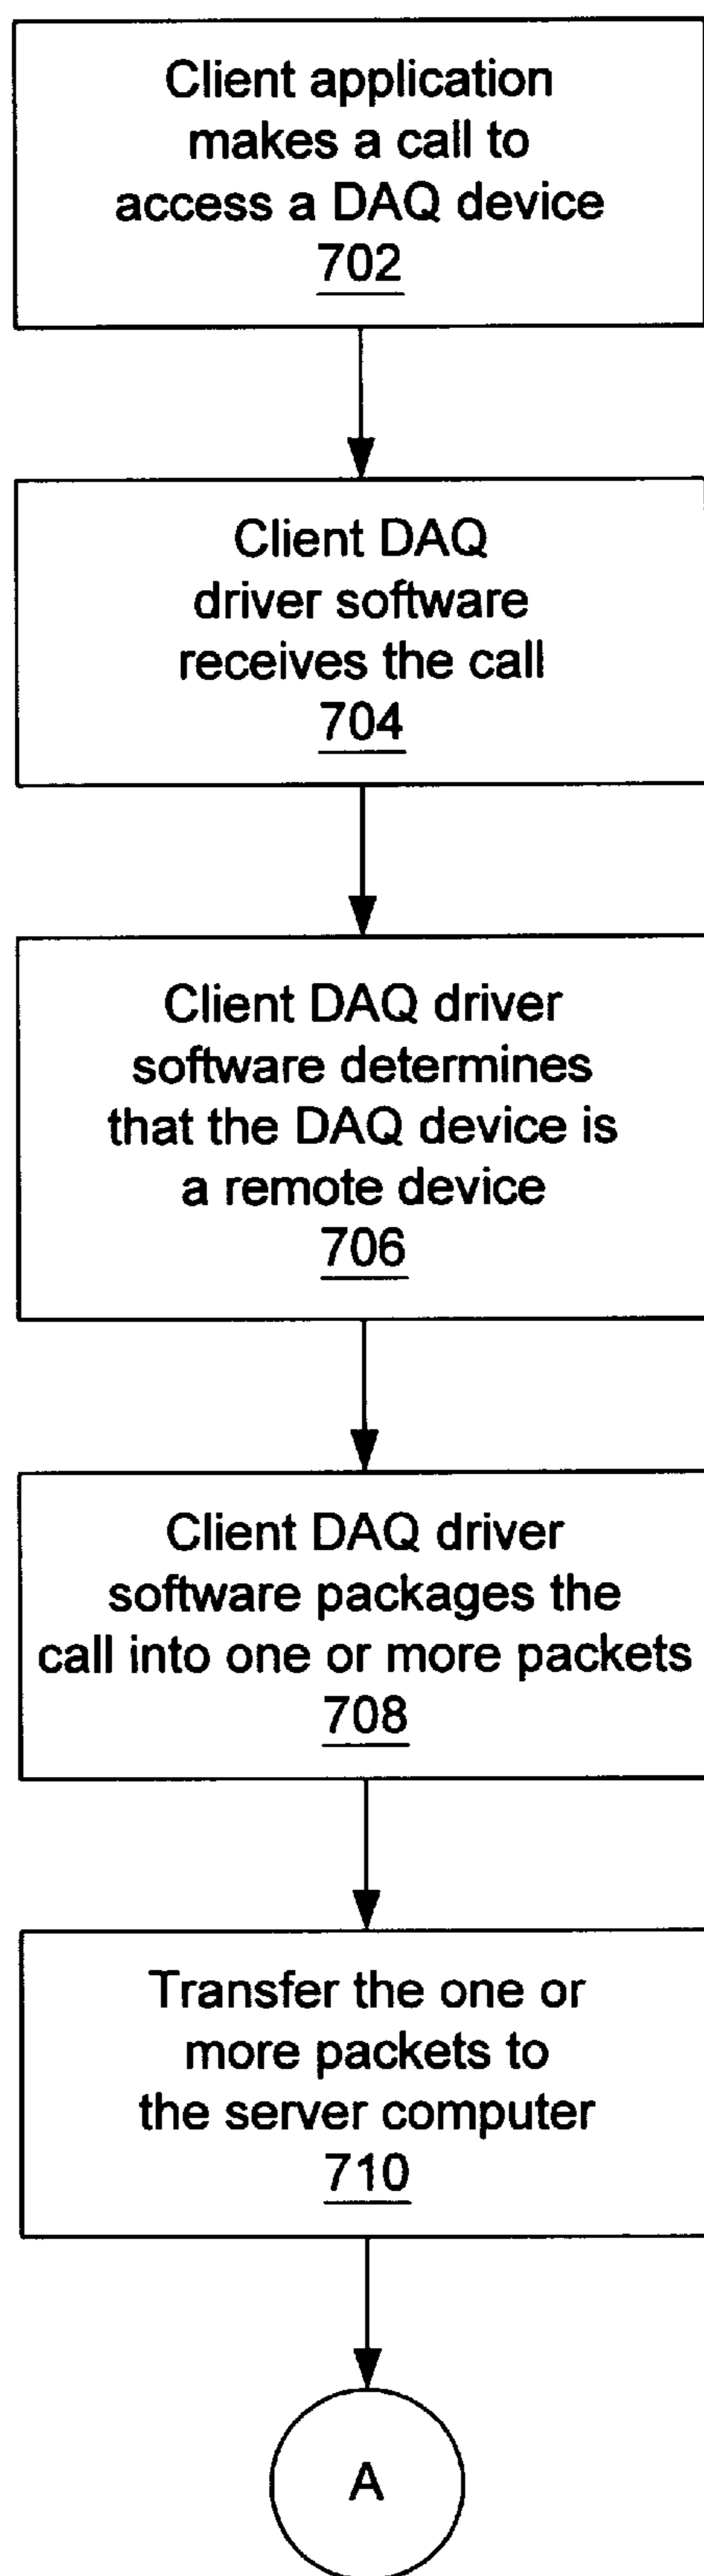 Client application
makes a call to
access a DAQ device
702
Client DAQ
driver software
receives the call
704
Client DAQ driver
software determines
that the DAQ device is
a remote device
706
Client DAQ driver
software packages the
call into one or more packets
708
Transfer the one or
more packets to
the server computer
710
A